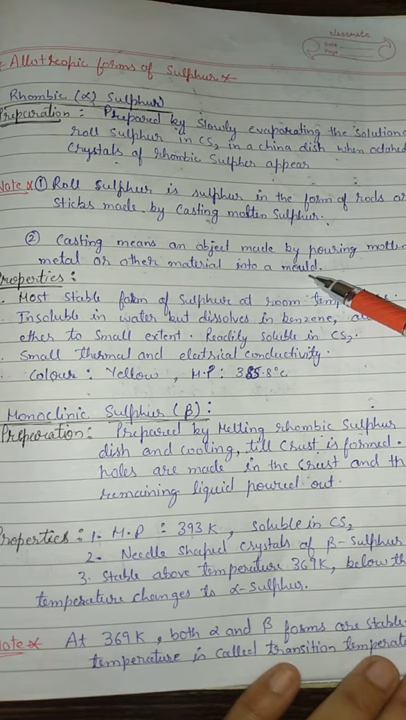 classmate
Date
Page
Allotropic forms of Sulphur
Rhombic (α) Sulphur
Preparation : Prepared by Slowly evaporating the solution
roll Sulphur in CS2 in a china dish when octahed
Crystals of Rhombic Sulpher appear
Note ① Roll Sulphur is sulphur in the form of rods or
Sticks made by Casting molten Sulphur.
② Casting means an object made by pouring molten
metal or other material into a mould.
Properties :
Most Stable form of Sulphur at room
Insoluble in water but dissolves in benzene,
ether to Small extent. Readily soluble in CS2.
Small thermal and electrical conductivity.
Colour : Yellow, M.P :
Monoclinic Sulphur (β) :
Preparation : Prepared by Melting rhombic Sulphur
dish and cooling, till Crust is formed.
holes are made in the Crust and th
remaining liquid poured out.
Properties : 1. M.P : 393 K, soluble in CS2
2. Needle Shaped crystals of β-Sulphur
3. Stable above temperature 369K, below th
temperature changes to α-Sulphur.
Note At 369 K, both α and β forms are Stable
temperature is called transition temperat